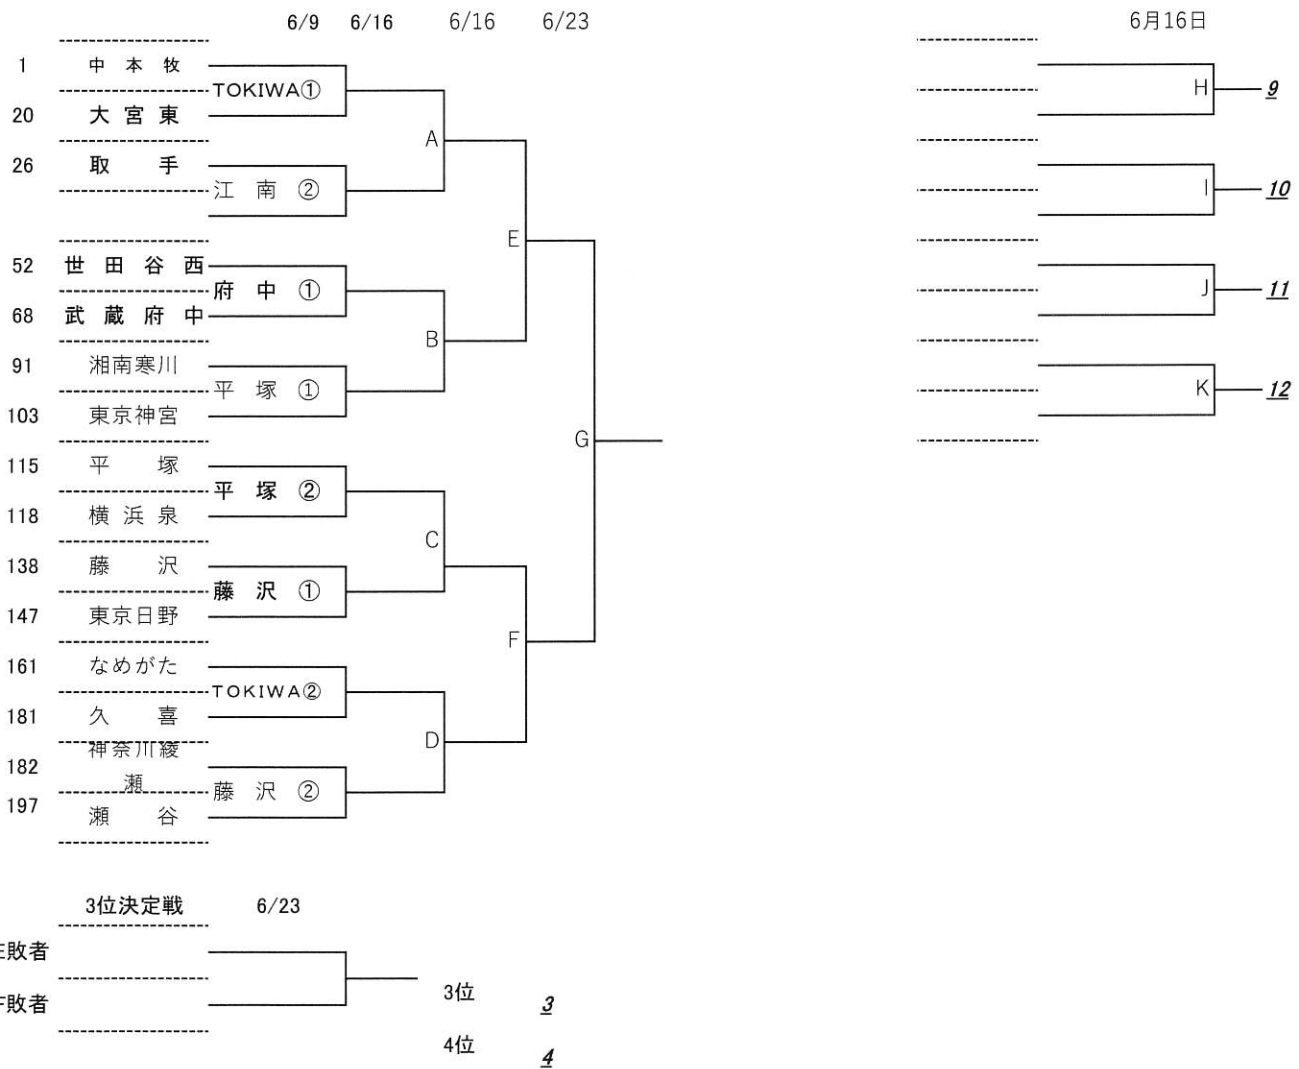 6/9 6/16 6/16 6/23 6月16日
1 中本牧
TOKIWA① H 9
20 大宮東
A
26 取手
江南② I 10
E
52 世田谷西
府中① J 11
68 武蔵府中
B
91 湘南寒川
平塚① K 12
103 東京神宮
G
115 平塚
平塚②
118 横浜泉
C
138 藤沢
藤沢①
147 東京日野
F
161 なめがた
TOKIWA②
181 久喜
D
神奈川綾
182
瀬
藤沢②
197
瀬谷
3位決定戦 6/23
E敗者
3位 3
F敗者
4位 4